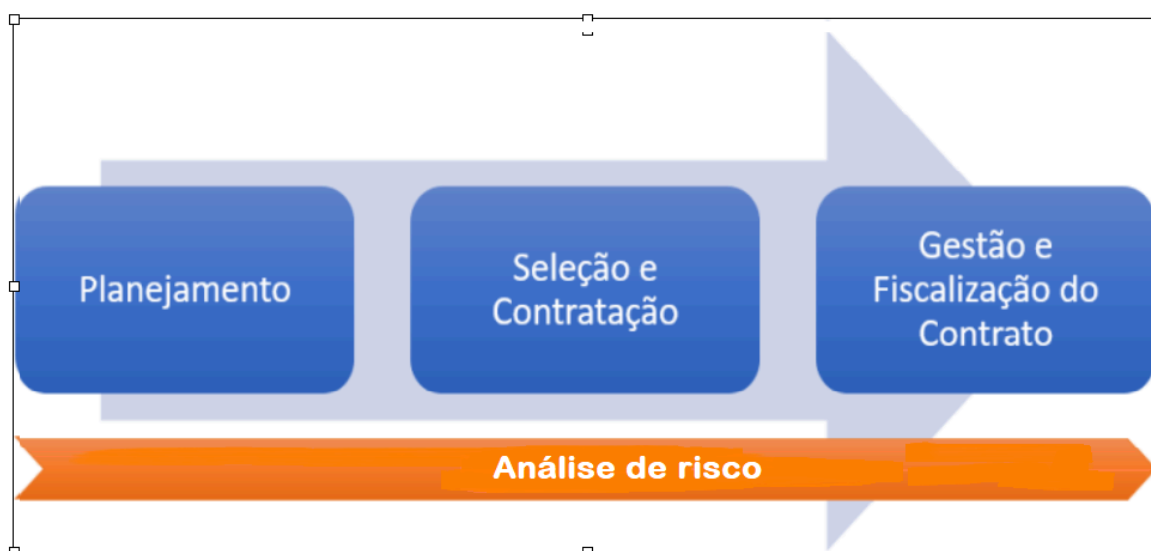 Planejamento
Seleção e
Contratação
Gestão e
Fiscalização do
Contrato
Análise de risco